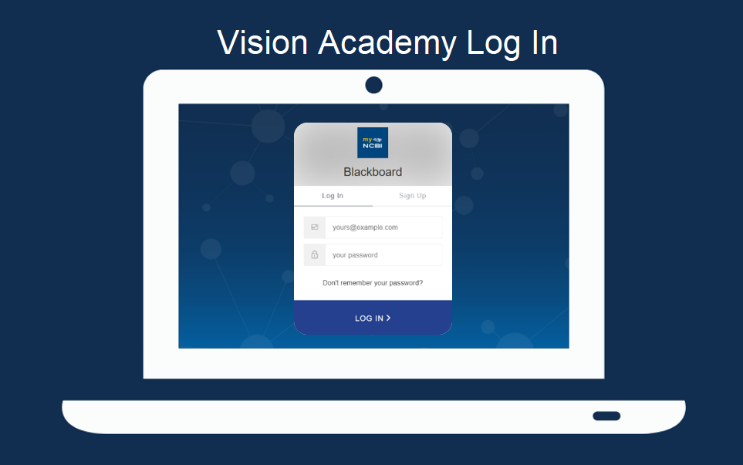 Vision Academy Log In
my
NCBI
Blackboard
Log In Sign Up
yours@example.com
your password
Don't remember your password?
LOG IN